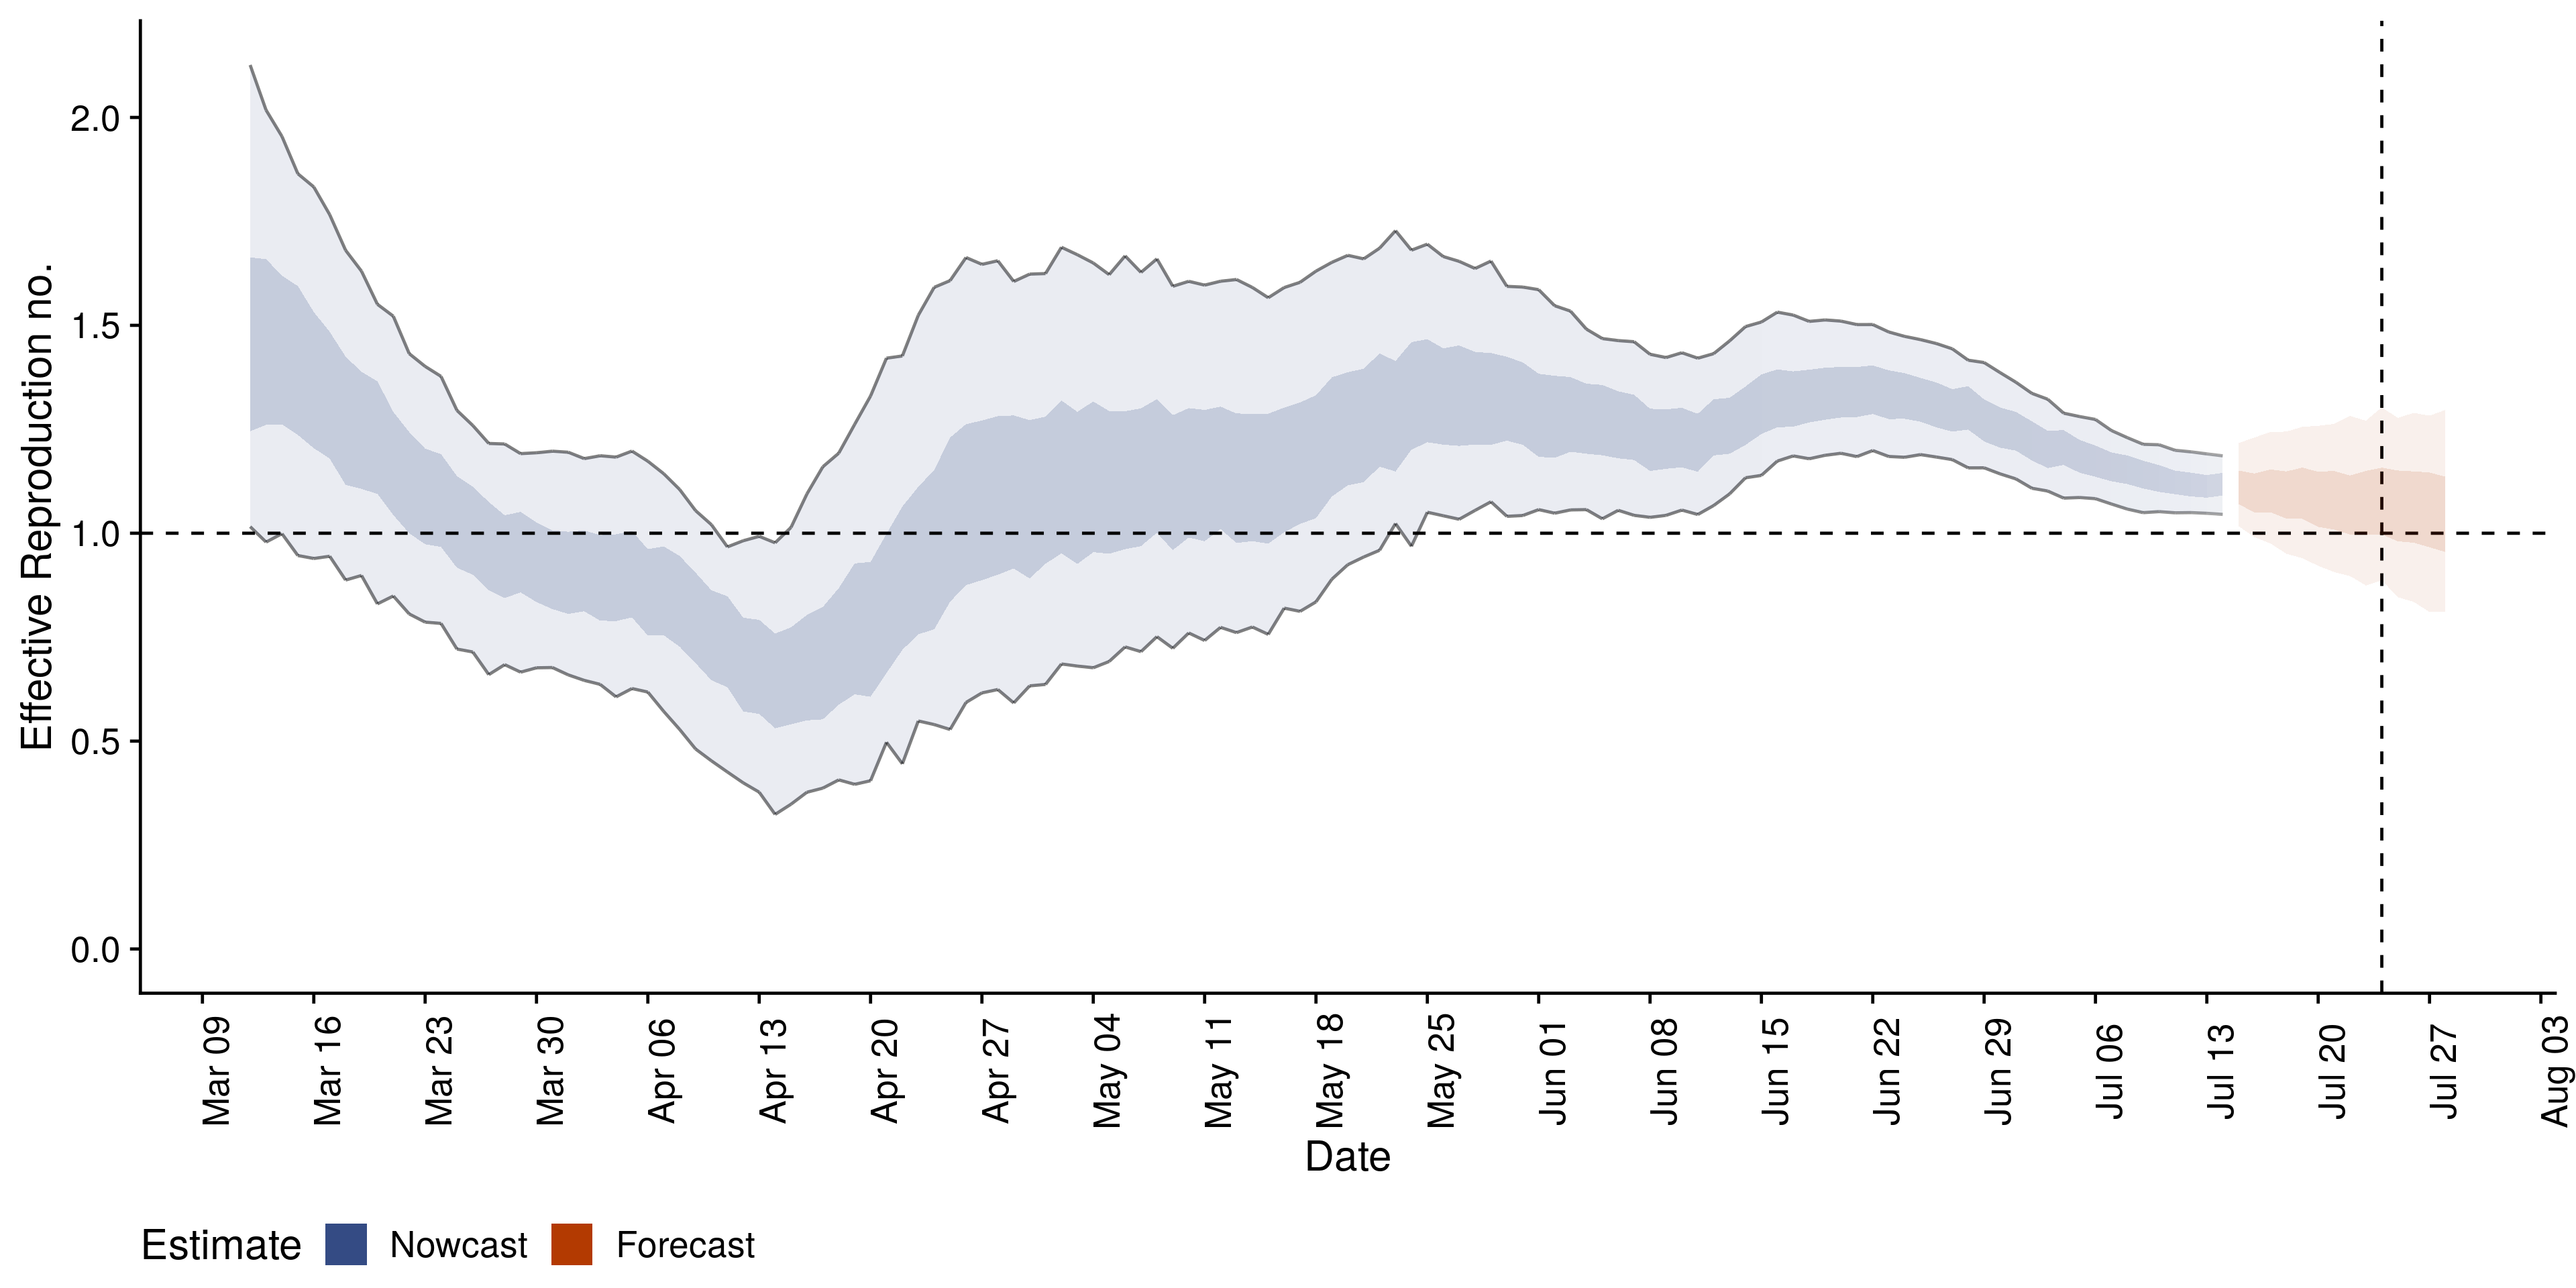 Effective Reproduction no.
2.0
1.5
1.0
0.5
0.0
Mar 09
Mar 16
Mar 23
Mar 30
Apr 06
Apr 13
Apr 20
Apr 27
May 04
May 11
May 18
May 25
Jun 01
Jun 08
Jun 15
Jun 22
Jun 29
Jul 06
Jul 13
Jul 20
Jul 27
Aug 03
Date
Estimate Nowcast Forecast